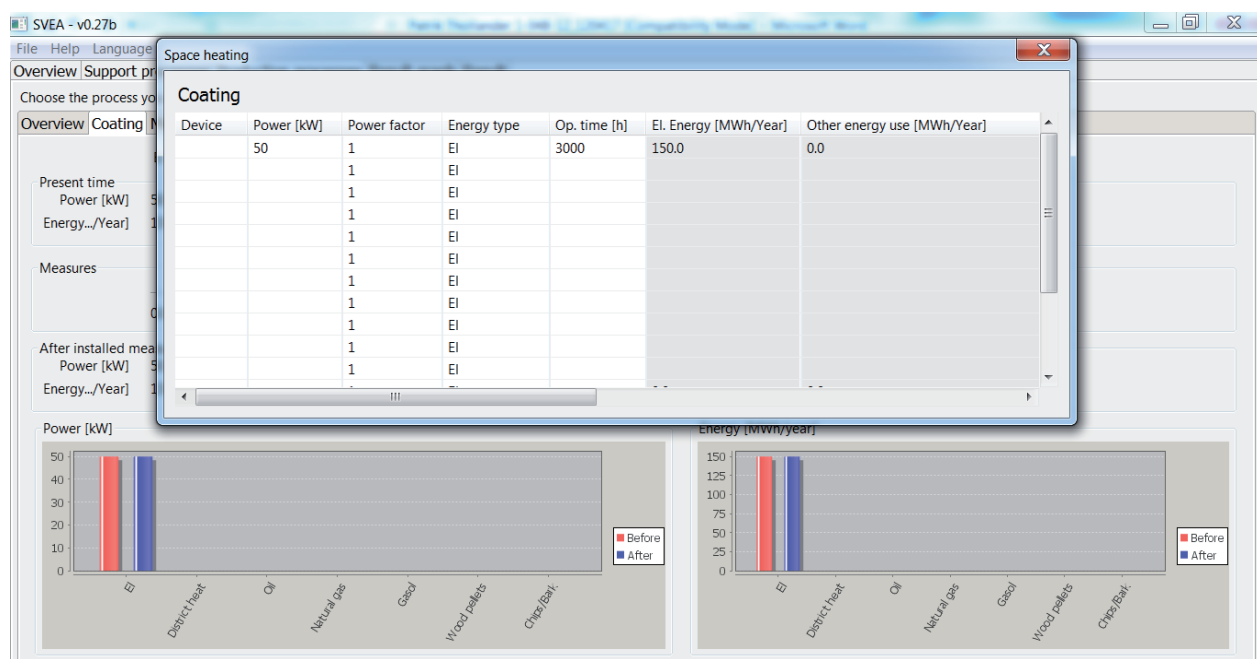 SVEA - v0.27b
File Help Language
Overview Support pr
Choose the process yo
Overview Coating
Space heating
Coating
Device Power [kW] Power factor Energy type Op. time [h] El. Energy [MWh/Year] Other energy use [MWh/Year]
50 1 El 3000 150.0 0.0
1 El
1 El
1 El
1 El
1 El
1 El
1 El
1 El
1 El
1 El
Present time
Power [kW] 5
Energy.../Year] 1
Measures
0
After installed mea
Power [kW] 5
Energy.../Year] 1
Power [kW]
50
40
30
20
10
0
El District heat Oil Natural gas Gasol Wood pellets Chips/Bark.
Before
After
Energy [MWh/year]
150
125
100
75
50
25
0
El District heat Oil Natural gas Gasol Wood pellets Chips/Bark.
Before
After